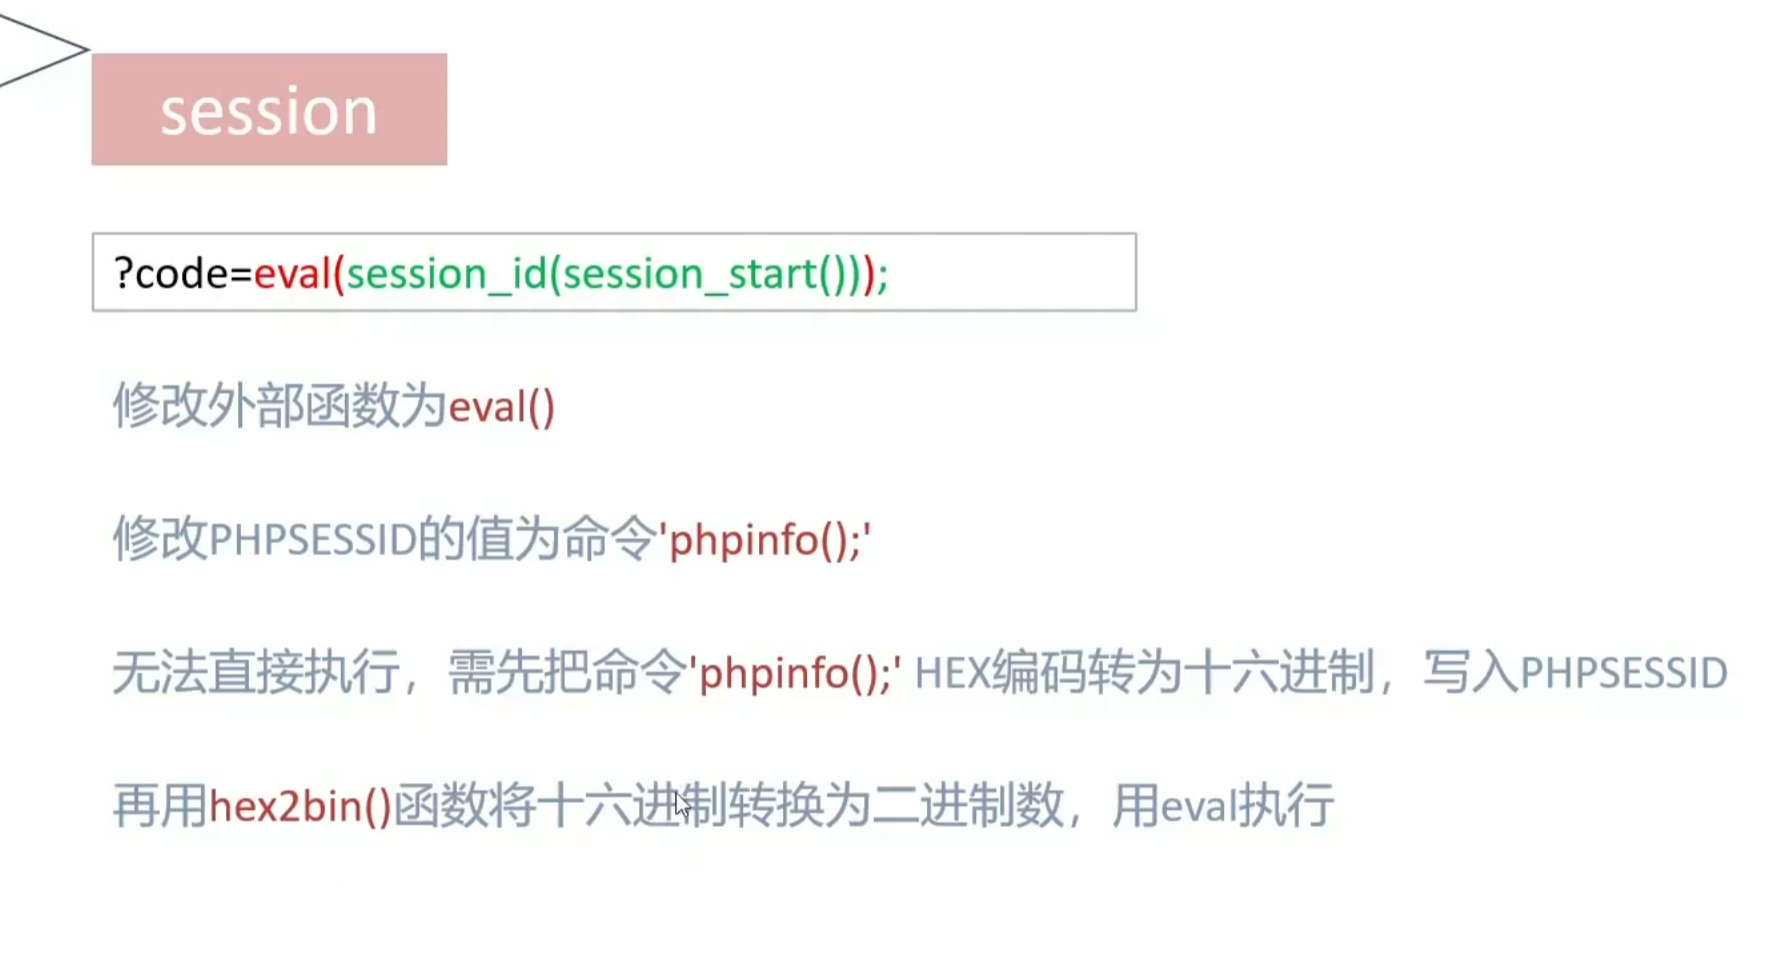 session
?code=eval(session_id(session_start()));
修改外部函数为eval()
修改PHPSESSID的值为命令'phpinfo();'
无法直接执行，需先把命令'phpinfo();' HEX编码转为十六进制，写入PHPSESSID
再用hex2bin()函数将十六进制转换为二进制数，用eval执行